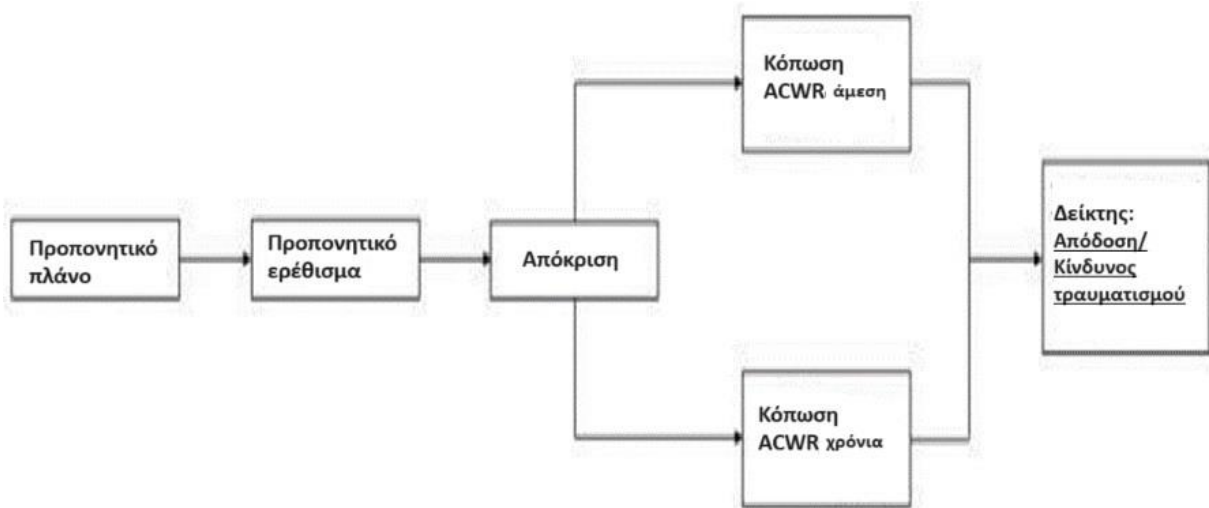 Προπονητικό
πλάνο
Προπονητικό
ερέθισμα
Απόκριση
Κόπωση
ACWR άμεση
Κόπωση
ACWR χρόνια
Δείκτης:
Απόδοση/
Κίνδυνος
τραυματισμού